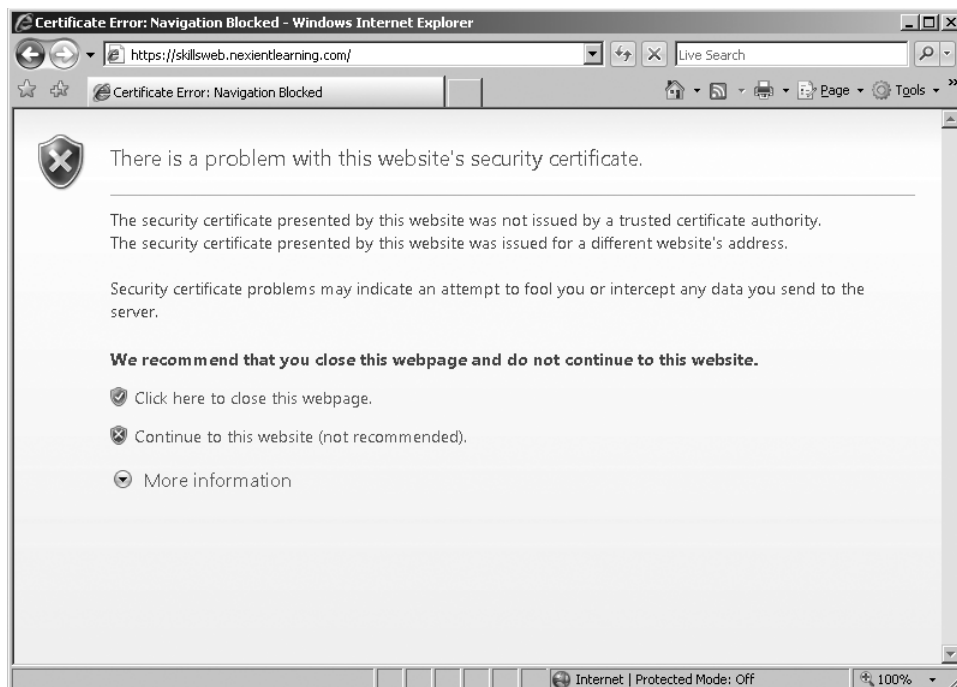 Certificate Error: Navigation Blocked - Windows Internet Explorer
https://skillsweb.nexientlearning.com/
Live Search
Certificate Error: Navigation Blocked
Page
Tools
There is a problem with this website's security certificate.
The security certificate presented by this website was not issued by a trusted certificate authority.
The security certificate presented by this website was issued for a different website's address.
Security certificate problems may indicate an attempt to fool you or intercept any data you send to the
server.
We recommend that you close this webpage and do not continue to this website.
Click here to close this webpage.
Continue to this website (not recommended).
More information
Internet | Protected Mode: Off
100%